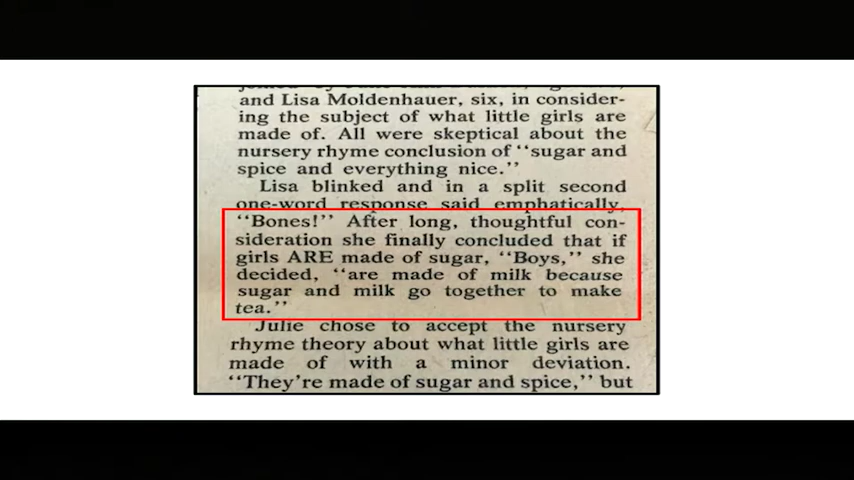 and Lisa Moldenhauer, six, in consider-
ing the subject of what little girls are
made of. All were skeptical about the
nursery rhyme conclusion of "sugar and
spice and everything nice."
Lisa blinked and in a split second
one-word response said emphatically,
"Bones!" After long, thoughtful con-
sideration she finally concluded that if
girls ARE made of sugar, "Boys," she
decided, "are made of milk because
sugar and milk go together to make
tea."
Julie chose to accept the nursery
rhyme theory about what little girls are
made of with a minor deviation.
"They're made of sugar and spice," but